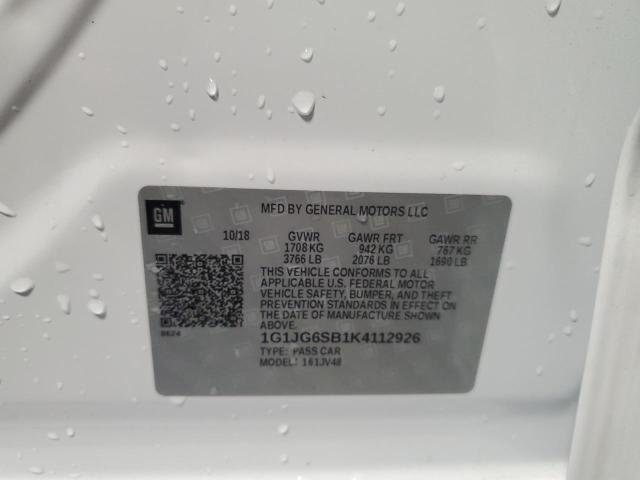 GM
MFD BY GENERAL MOTORS LLC
10/18 GVWR GAWR FRT GAWR RR
1708 KG 942 KG 767 KG
3766 LB 2076 LB 1690 LB
THIS VEHICLE CONFORMS TO ALL
APPLICABLE U.S. FEDERAL MOTOR
VEHICLE SAFETY, BUMPER, AND THEFT
PREVENTION STANDARDS IN EFFECT ON
THE DATE OF MANUFACTURE SHOWN
ABOVE.
9624
1G1JG6SB1K4112926
TYPE: PASS CAR
MODEL: 161JV48